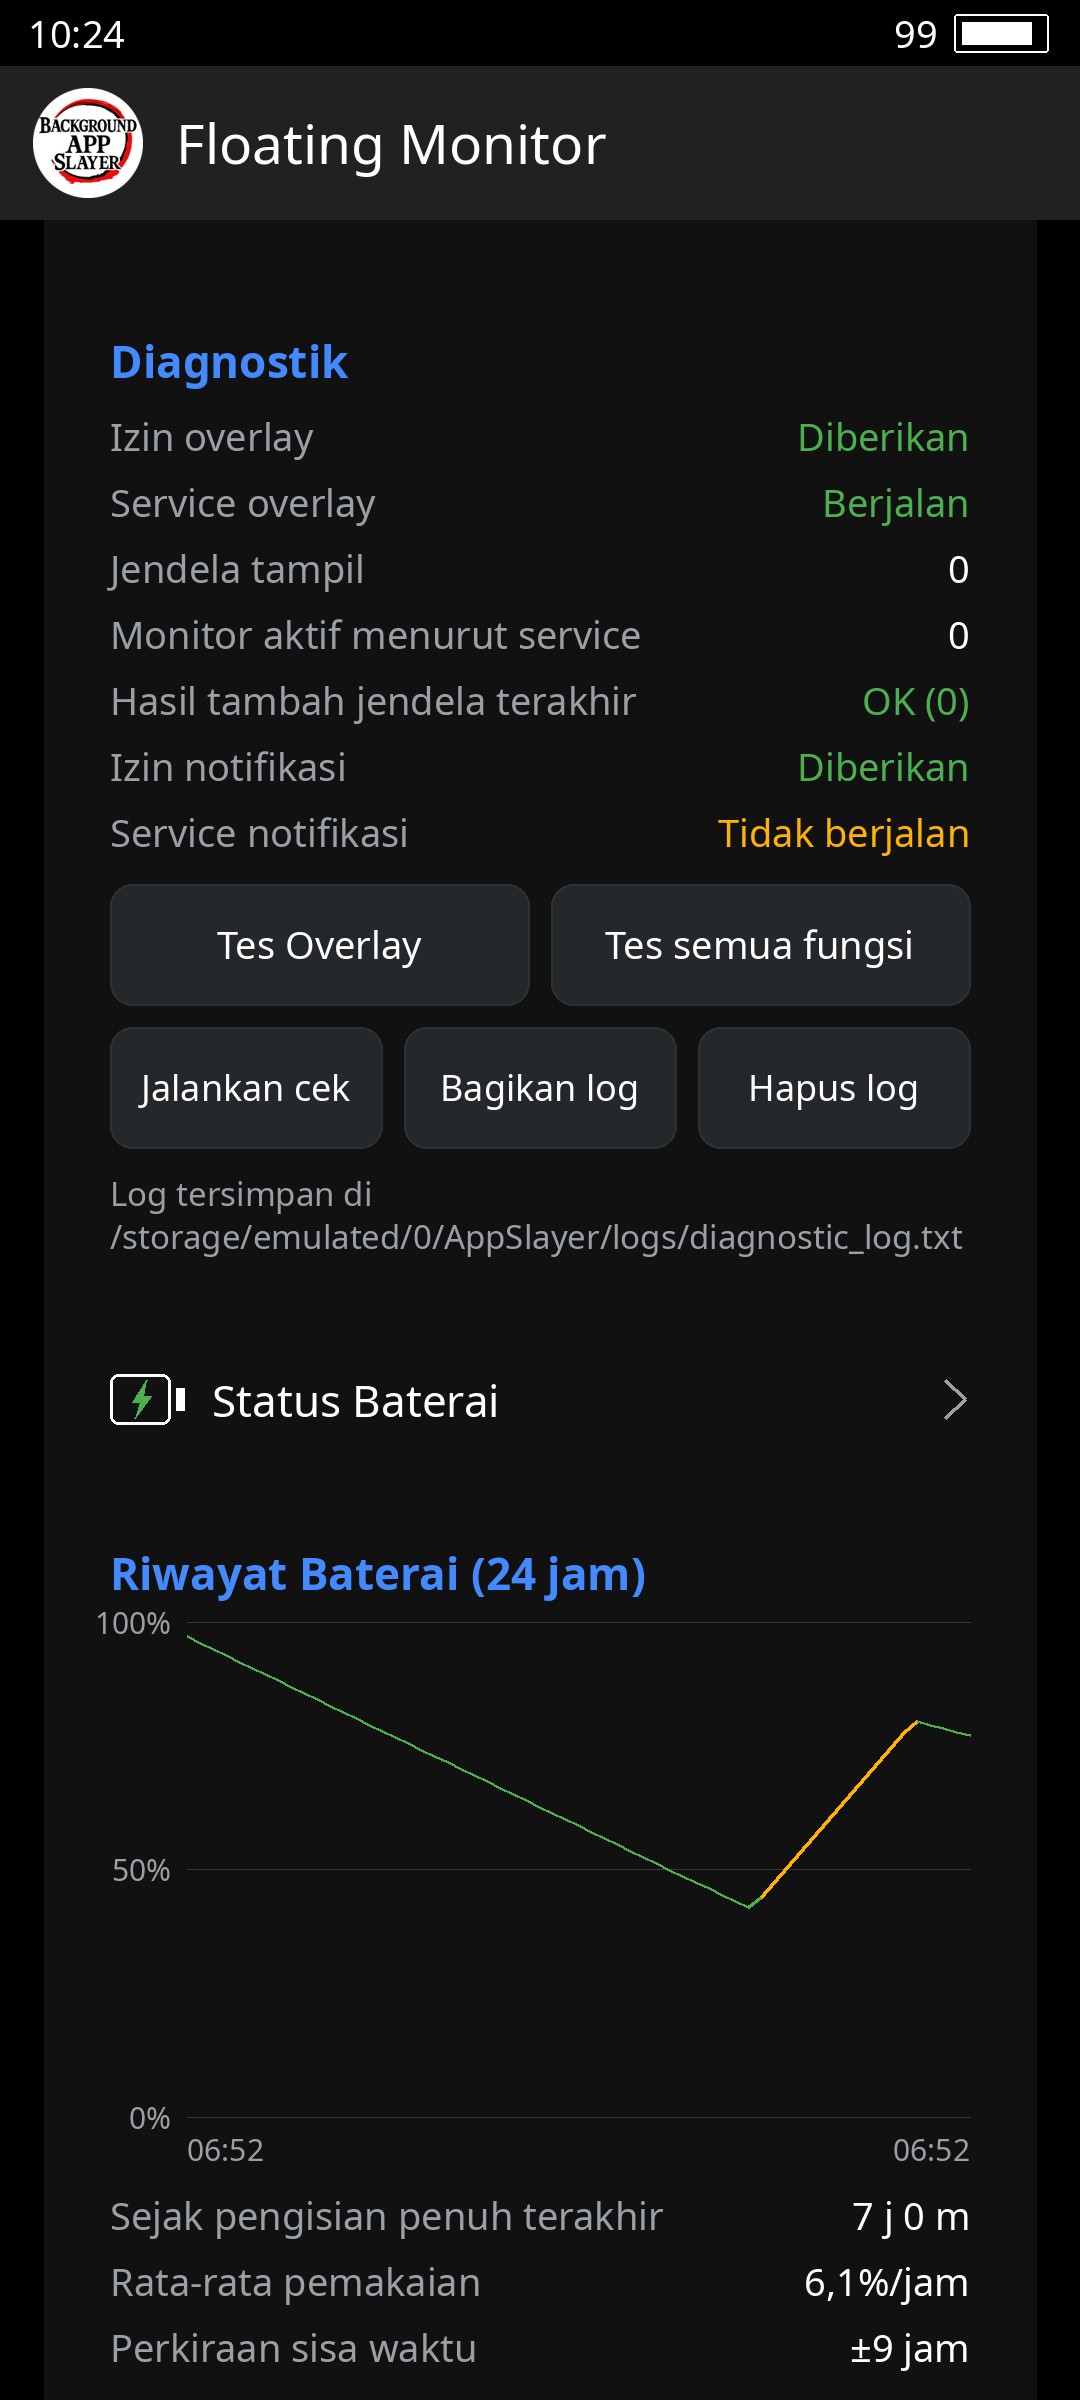 10:24
99
BACKGROUND
APP
SLAYER
Floating Monitor
Diagnostik
Izin overlay Diberikan
Service overlay Berjalan
Jendela tampil 0
Monitor aktif menurut service 0
Hasil tambah jendela terakhir OK (0)
Izin notifikasi Diberikan
Service notifikasi Tidak berjalan
Tes Overlay Tes semua fungsi
Jalankan cek Bagikan log Hapus log
Log tersimpan di
/storage/emulated/0/AppSlayer/logs/diagnostic_log.txt
Status Baterai
Riwayat Baterai (24 jam)
100%
50%
0%
06:52 06:52
Sejak pengisian penuh terakhir 7 j 0 m
Rata-rata pemakaian 6,1%/jam
Perkiraan sisa waktu ±9 jam